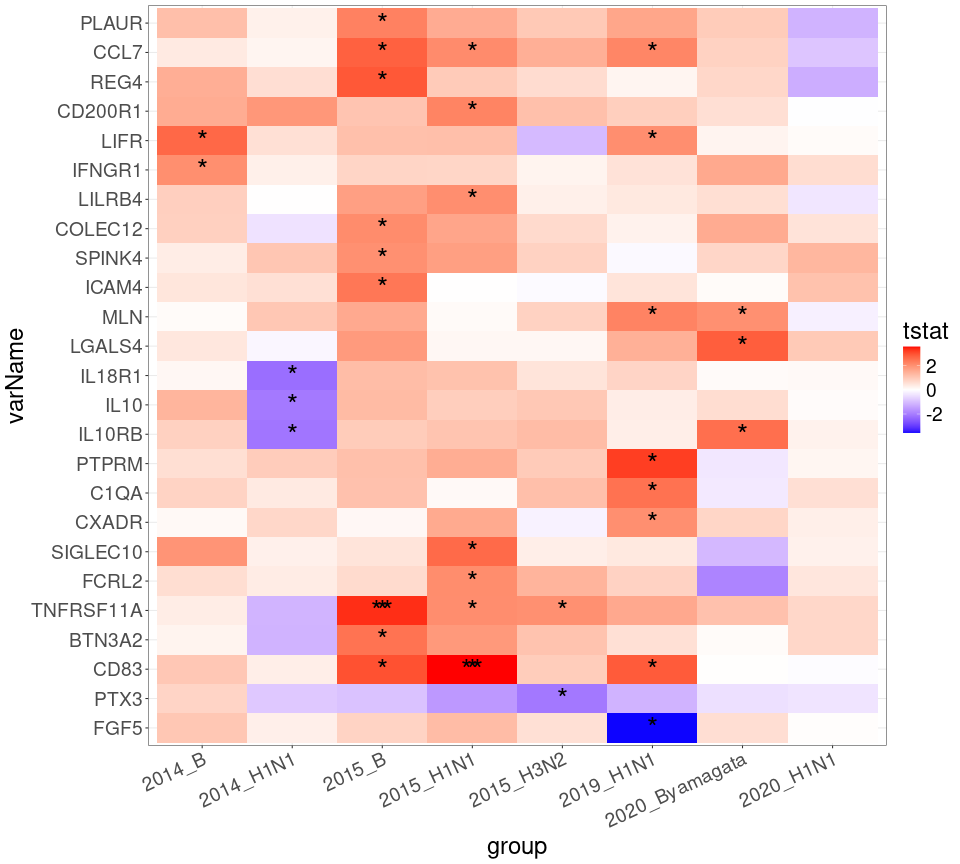 PLAUR *
CCL7 * * *
REG4 *
CD200R1 *
LIFR * *
IFNGR1 *
LILRB4 *
COLEC12 *
SPINK4 *
ICAM4 *
MLN * *
LGALS4 *
IL18R1 *
IL10 *
IL10RB * *
PTPRM *
C1QA *
CXADR *
SIGLEC10 *
FCRL2 *
TNFRSF11A *** * *
BTN3A2 *
CD83 * *** *
PTX3 *
FGF5 *
varName
2014_B 2014_H1N1 2015_B 2015_H1N1 2015_H3N2 2019_H1N1 2020_Byamagata 2020_H1N1
group
tstat
2
0
-2